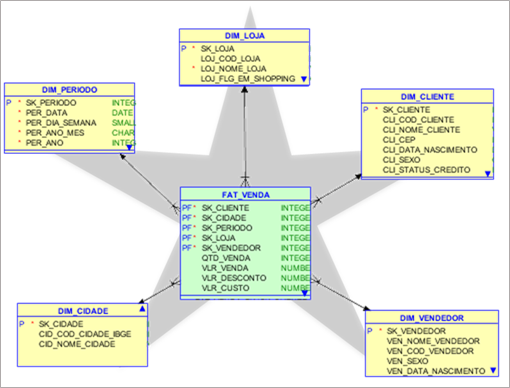 DIM_LOJA
P * SK_LOJA
LOJ_COD_LOJA
* LOJ_NOME_LOJA
LOJ_FLG_EM_SHOPPING
DIM_PERIODO
P * SK_PERIODO INTEG
* PER_DATA DATE
* PER_DIA_SEMANA SMALL
* PER_ANO_MES CHAR
* PER_ANO INTEG
DIM_CLIENTE
P * SK_CLIENTE
CLI_COD_CLIENTE
CLI_NOME_CLIENTE
CLI_CEP
CLI_DATA_NASCIMENTO
CLI_SEXO
CLI_STATUS_CREDITO
FAT_VENDA
PF* SK_CLIENTE INTEGE
PF* SK_CIDADE INTEGE
PF* SK_PERIODO INTEGE
PF* SK_LOJA INTEGE
PF* SK_VENDEDOR INTEGE
QTD_VENDA INTEGE
VLR_VENDA NUMBE
VLR_DESCONTO NUMBE
VLR_CUSTO NUMBE
DIM_CIDADE
P * SK_CIDADE
CID_COD_CIDADE_IBGE
CID_NOME_CIDADE
DIM_VENDEDOR
P * SK_VENDEDOR
VEN_NOME_VENDEDOR
VEN_COD_VENDEDOR
VEN_SEXO
VEN_DATA_NASCIMENTO